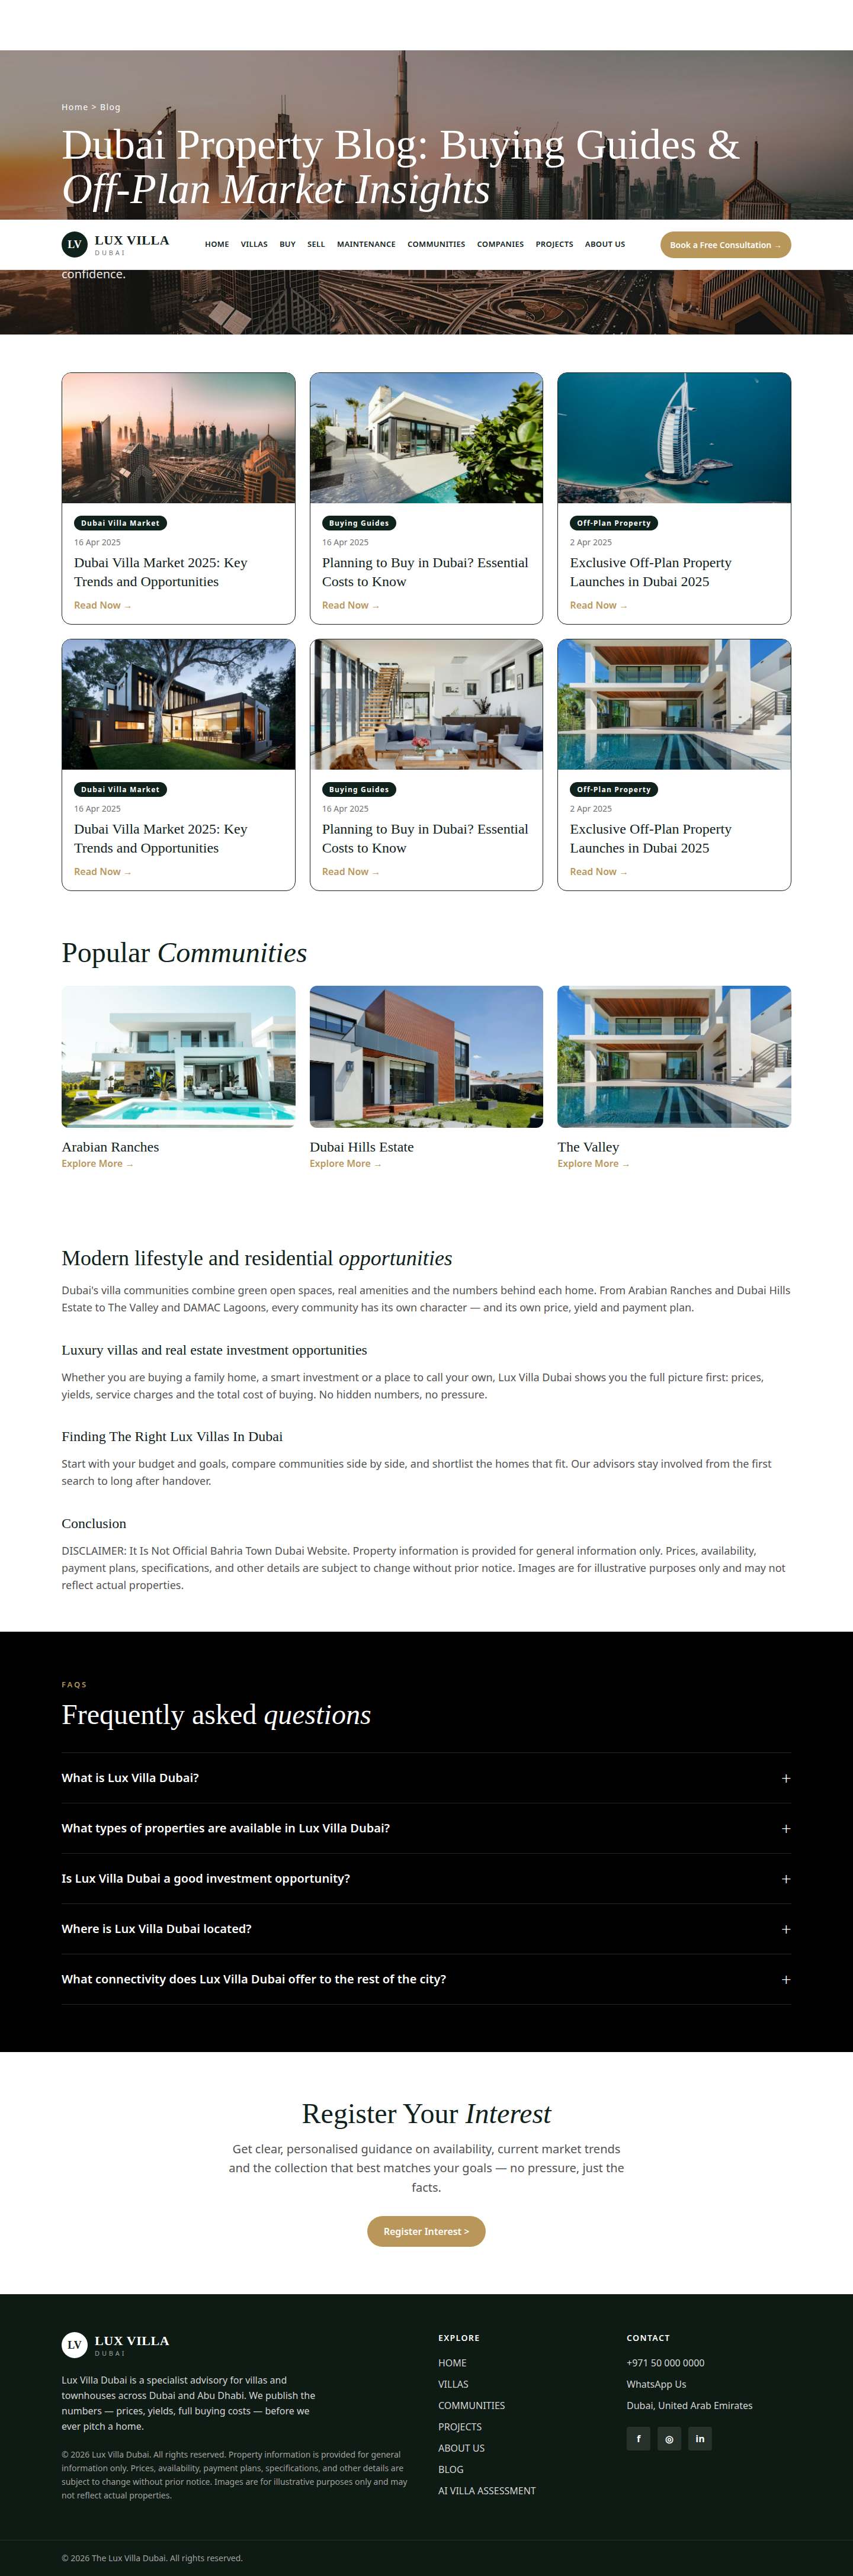 Home > Blog
Dubai Property Blog: Buying Guides &
Off-Plan Market Insights
LV LUX VILLA
DUBAI
HOME VILLAS BUY SELL MAINTENANCE COMMUNITIES COMPANIES PROJECTS ABOUT US
Book a Free Consultation →
confidence.
Dubai Villa Market
16 Apr 2025
Dubai Villa Market 2025: Key
Trends and Opportunities
Read Now →
Buying Guides
16 Apr 2025
Planning to Buy in Dubai? Essential
Costs to Know
Read Now →
Off-Plan Property
2 Apr 2025
Exclusive Off-Plan Property
Launches in Dubai 2025
Read Now →
Dubai Villa Market
16 Apr 2025
Dubai Villa Market 2025: Key
Trends and Opportunities
Read Now →
Buying Guides
16 Apr 2025
Planning to Buy in Dubai? Essential
Costs to Know
Read Now →
Off-Plan Property
2 Apr 2025
Exclusive Off-Plan Property
Launches in Dubai 2025
Read Now →
Popular Communities
Arabian Ranches
Explore More →
Dubai Hills Estate
Explore More →
The Valley
Explore More →
Modern lifestyle and residential opportunities
Dubai's villa communities combine green open spaces, real amenities and the numbers behind each home. From Arabian Ranches and Dubai Hills
Estate to The Valley and DAMAC Lagoons, every community has its own character — and its own price, yield and payment plan.
Luxury villas and real estate investment opportunities
Whether you are buying a family home, a smart investment or a place to call your own, Lux Villa Dubai shows you the full picture first: prices,
yields, service charges and the total cost of buying. No hidden numbers, no pressure.
Finding The Right Lux Villas In Dubai
Start with your budget and goals, compare communities side by side, and shortlist the homes that fit. Our advisors stay involved from the first
search to long after handover.
Conclusion
DISCLAIMER: It Is Not Official Bahria Town Dubai Website. Property information is provided for general information only. Prices, availability,
payment plans, specifications, and other details are subject to change without prior notice. Images are for illustrative purposes only and may not
reflect actual properties.
FAQS
Frequently asked questions
What is Lux Villa Dubai? +
What types of properties are available in Lux Villa Dubai? +
Is Lux Villa Dubai a good investment opportunity? +
Where is Lux Villa Dubai located? +
What connectivity does Lux Villa Dubai offer to the rest of the city? +
Register Your Interest
Get clear, personalised guidance on availability, current market trends
and the collection that best matches your goals — no pressure, just the
facts.
Register Interest >
LV LUX VILLA
DUBAI
Lux Villa Dubai is a specialist advisory for villas and
townhouses across Dubai and Abu Dhabi. We publish the
numbers — prices, yields, full buying costs — before we
ever pitch a home.
© 2026 Lux Villa Dubai. All rights reserved. Property information is provided for general
information only. Prices, availability, payment plans, specifications, and other details are
subject to change without prior notice. Images are for illustrative purposes only and may
not reflect actual properties.
EXPLORE
HOME
VILLAS
COMMUNITIES
PROJECTS
ABOUT US
BLOG
AI VILLA ASSESSMENT
CONTACT
+971 50 000 0000
WhatsApp Us
Dubai, United Arab Emirates
f ◎ in
© 2026 The Lux Villa Dubai. All rights reserved.